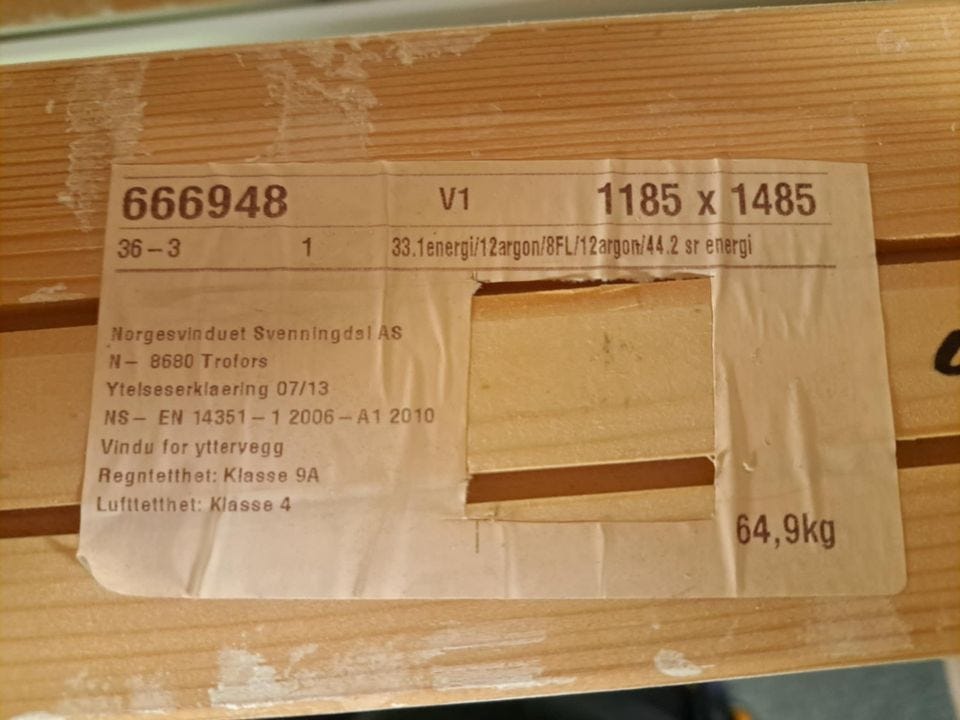 666948 V1 1185 x 1485
36-3 1 33.1energi/12argon/8FL/12argon/44.2 sr energi
Norgesvinduet Svenningdal AS
N- 8680 Trofors
Ytelseserklaering 07/13
NS- EN 14351-1 2006-A1 2010
Vindu for yttervegg
Regntetthet: Klasse 9A
Lufttetthet: Klasse 4
64,9kg